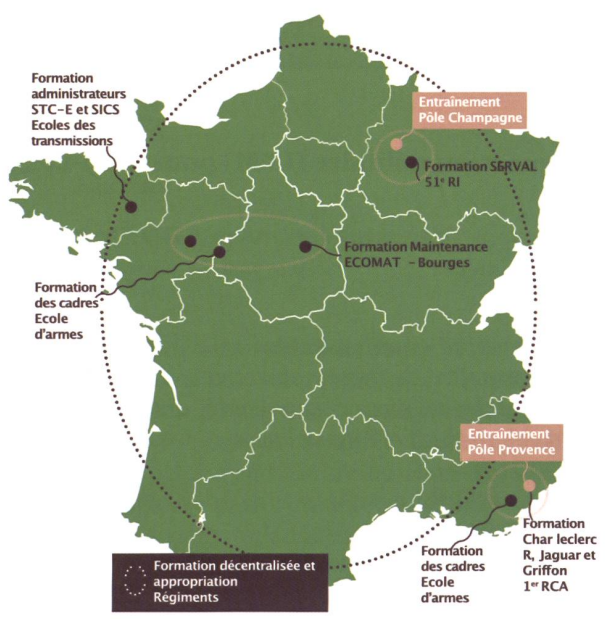 Formation
administrateurs
STC-E et SICS
Ecoles des
transmissions
Entraînement
Pôle Champagne
Formation SERVAL
51e RI
Formation Maintenance
ECOMAT - Bourges
Formation
des cadres
Ecole
d'armes
Entraînement
Pôle Provence
Formation
Char leclerc
R, Jaguar et
Griffon
1er RCA
Formation
des cadres
Ecole
d'armes
Formation décentralisée et
appropriation
Régiments